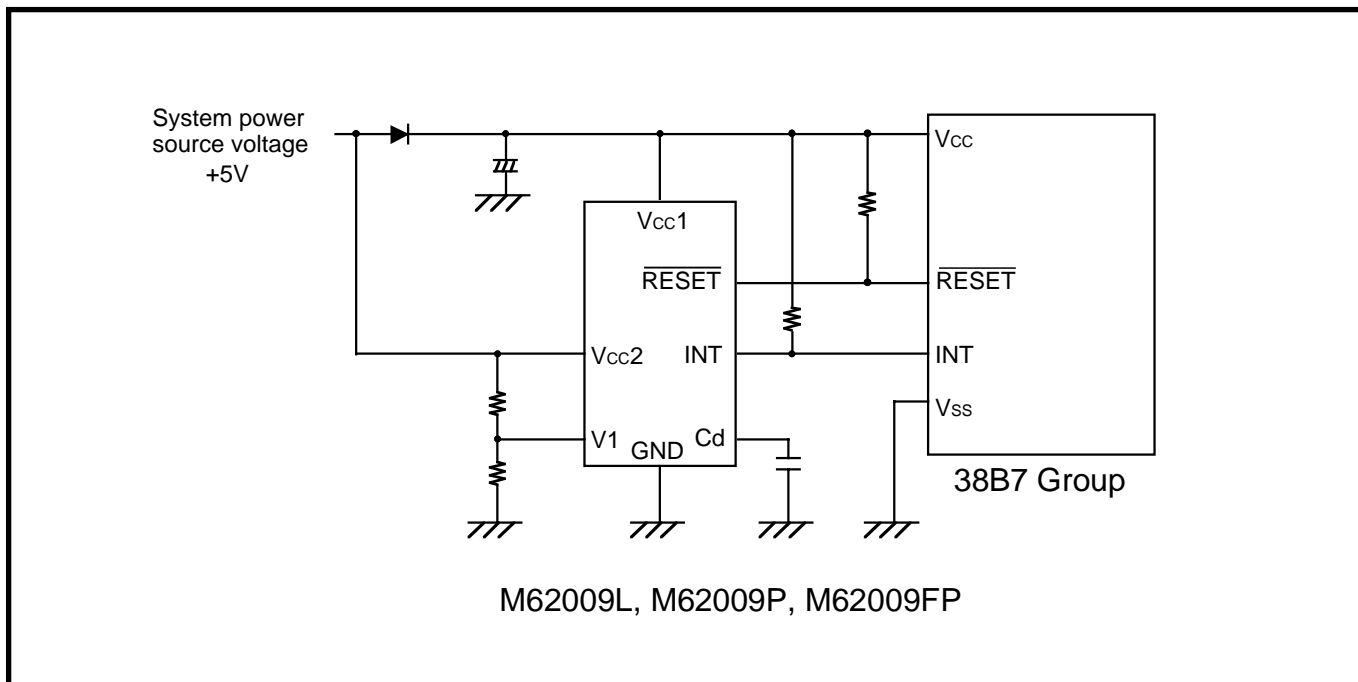 System power
source voltage
+5V
VCC
VCC1
RESET
RESET
VCC2
INT
INT
VSS
V1
Cd
GND
38B7 Group
M62009L, M62009P, M62009FP